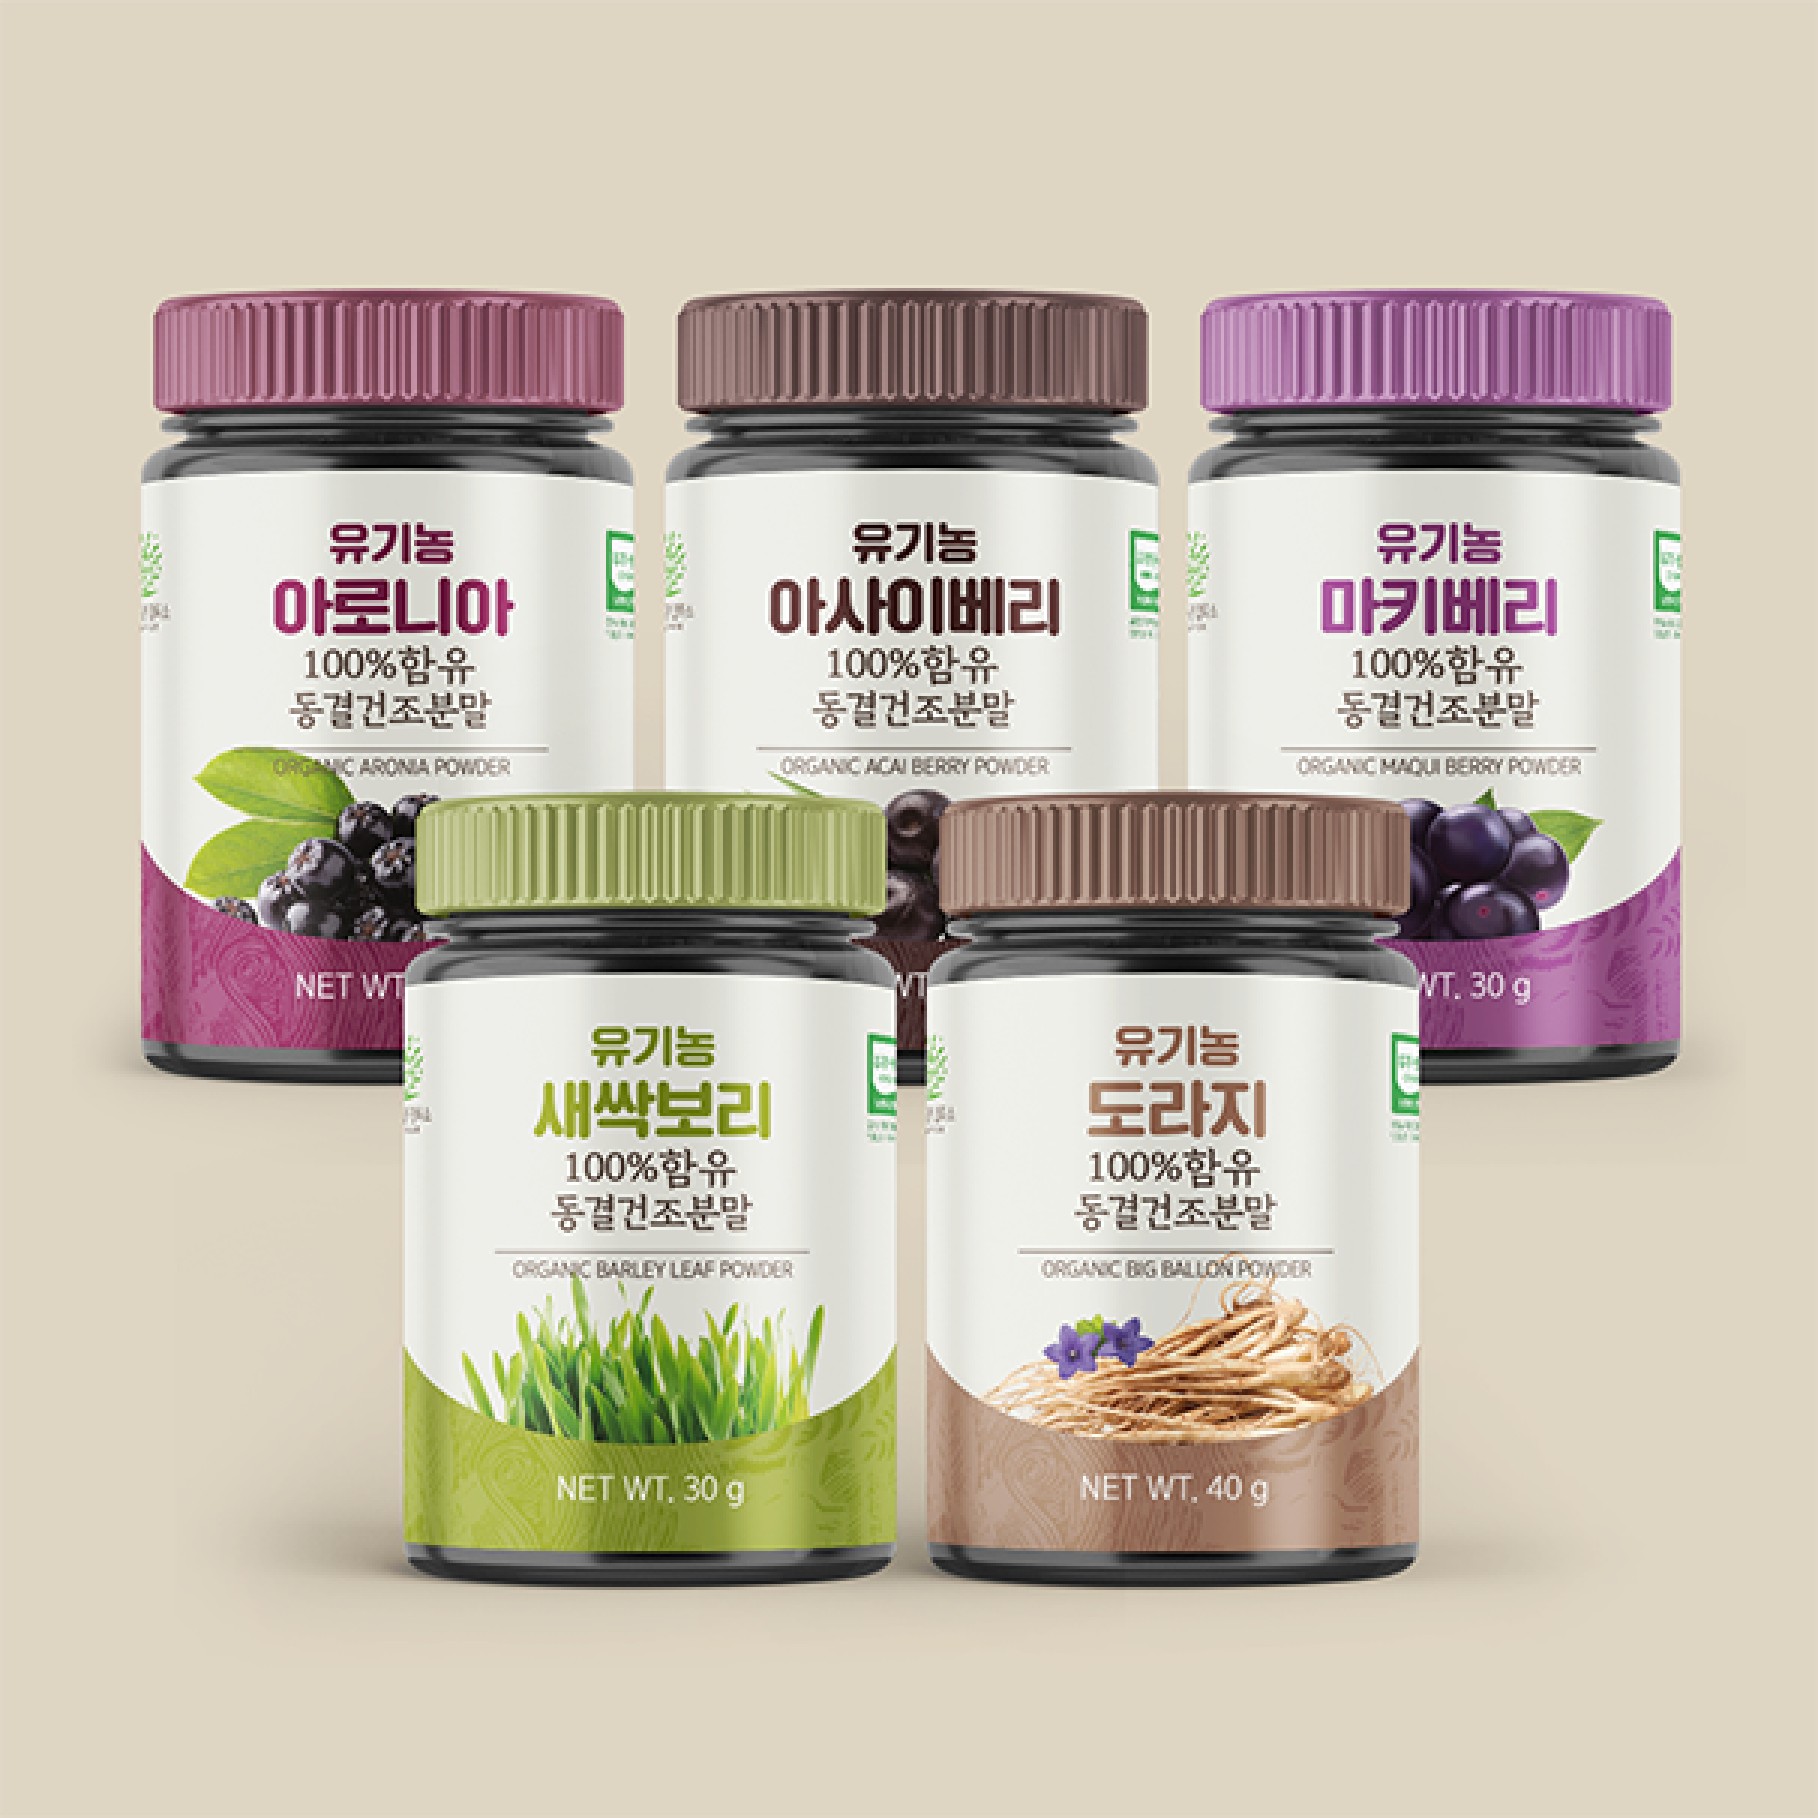 유기농
아로니아
100%함유
동결건조분말
ORGANIC ARONIA POWDER
NET WT
유기농
아사이베리
100%함유
동결건조분말
ORGANIC ACAI BERRY POWDER
유기농
마키베리
100%함유
동결건조분말
ORGANIC MAQUI BERRY POWDER
WT. 30 g
유기농
새싹보리
100%함유
동결건조분말
ORGANIC BARLEY LEAF POWDER
NET WT. 30 g
유기농
도라지
100%함유
동결건조분말
ORGANIC BIG BALLON POWDER
NET WT. 40 g